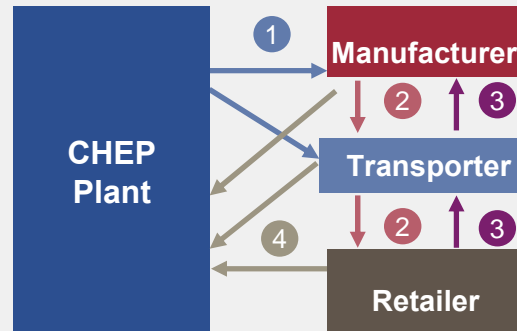 1
Manufacturer
2
3
CHEP
Plant
Transporter
2
3
4
Retailer